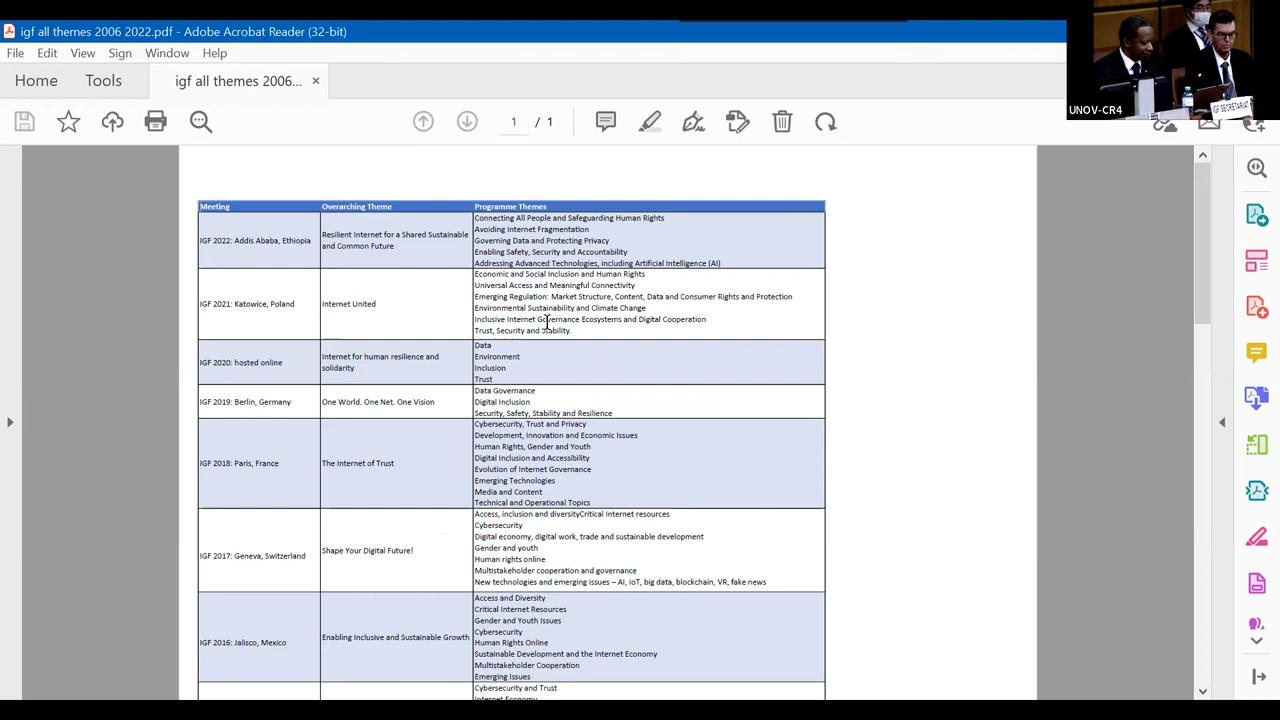 igf all themes 2006 2022.pdf - Adobe Acrobat Reader (32-bit)
File Edit View Sign Window Help
Home Tools igf all themes 2006... ×
1 / 1
UNOV-CR4
IGF SECRETARIAT
Meeting Overarching Theme Programme Themes
IGF 2022: Addis Ababa, Ethiopia
Resilient Internet for a Shared Sustainable
and Common Future
Connecting All People and Safeguarding Human Rights
Avoiding Internet Fragmentation
Governing Data and Protecting Privacy
Enabling Safety, Security and Accountability
Addressing Advanced Technologies, including Artificial Intelligence (AI)
IGF 2021: Katowice, Poland
Internet United
Economic and Social Inclusion and Human Rights
Universal Access and Meaningful Connectivity
Emerging Regulation: Market Structure, Content, Data and Consumer Rights and Protection
Environmental Sustainability and Climate Change
Inclusive Internet Governance Ecosystems and Digital Cooperation
Trust, Security and Stability.
IGF 2020: hosted online
Internet for human resilience and
solidarity
Data
Environment
Inclusion
Trust
IGF 2019: Berlin, Germany
One World. One Net. One Vision
Data Governance
Digital Inclusion
Security, Safety, Stability and Resilience
IGF 2018: Paris, France
The Internet of Trust
Cybersecurity, Trust and Privacy
Development, Innovation and Economic Issues
Human Rights, Gender and Youth
Digital Inclusion and Accessibility
Evolution of Internet Governance
Emerging Technologies
Media and Content
Technical and Operational Topics
IGF 2017: Geneva, Switzerland
Shape Your Digital Future!
Access, inclusion and diversityCritical Internet resources
Cybersecurity
Digital economy, digital work, trade and sustainable development
Gender and youth
Human rights online
Multistakeholder cooperation and governance
New technologies and emerging issues – AI, IoT, big data, blockchain, VR, fake news
IGF 2016: Jalisco, Mexico
Enabling Inclusive and Sustainable Growth
Access and Diversity
Critical Internet Resources
Gender and Youth Issues
Cybersecurity
Human Rights Online
Sustainable Development and the Internet Economy
Multistakeholder Cooperation
Emerging Issues
Cybersecurity and Trust
Internet Economy